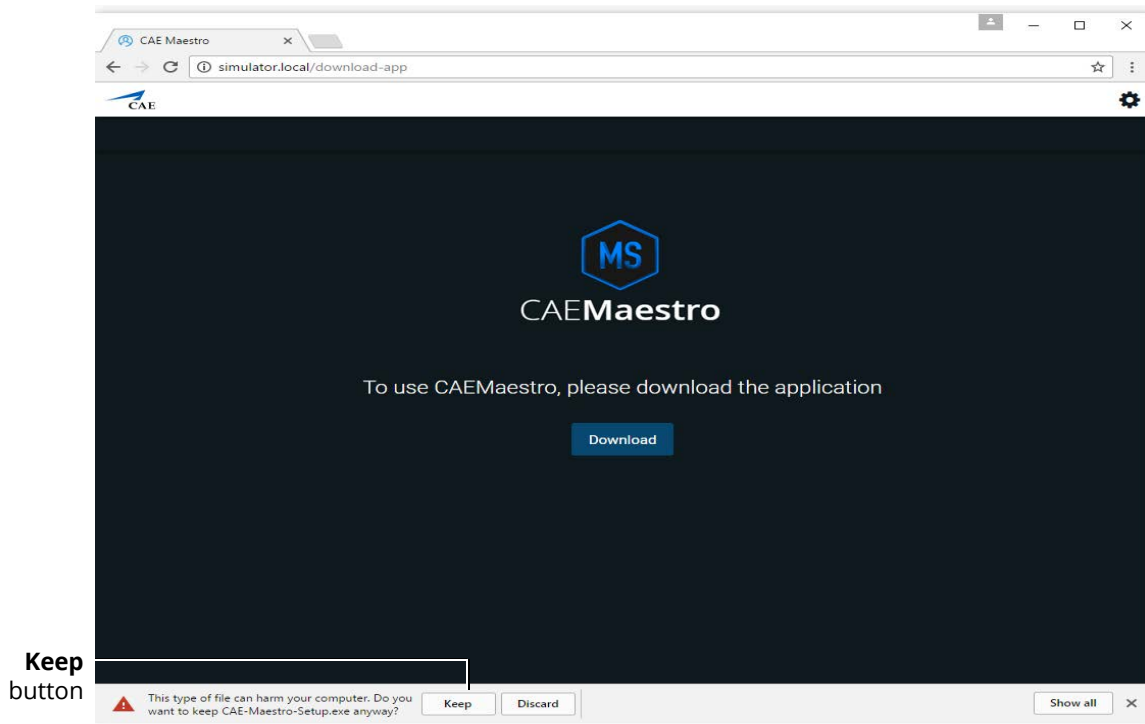 CAE Maestro
simulator.local/download-app
CAE
MS
CAEMaestro
To use CAEMaestro, please download the application
Download
Keep
button
This type of file can harm your computer. Do you
want to keep CAE-Maestro-Setup.exe anyway?
Keep
Discard
Show all